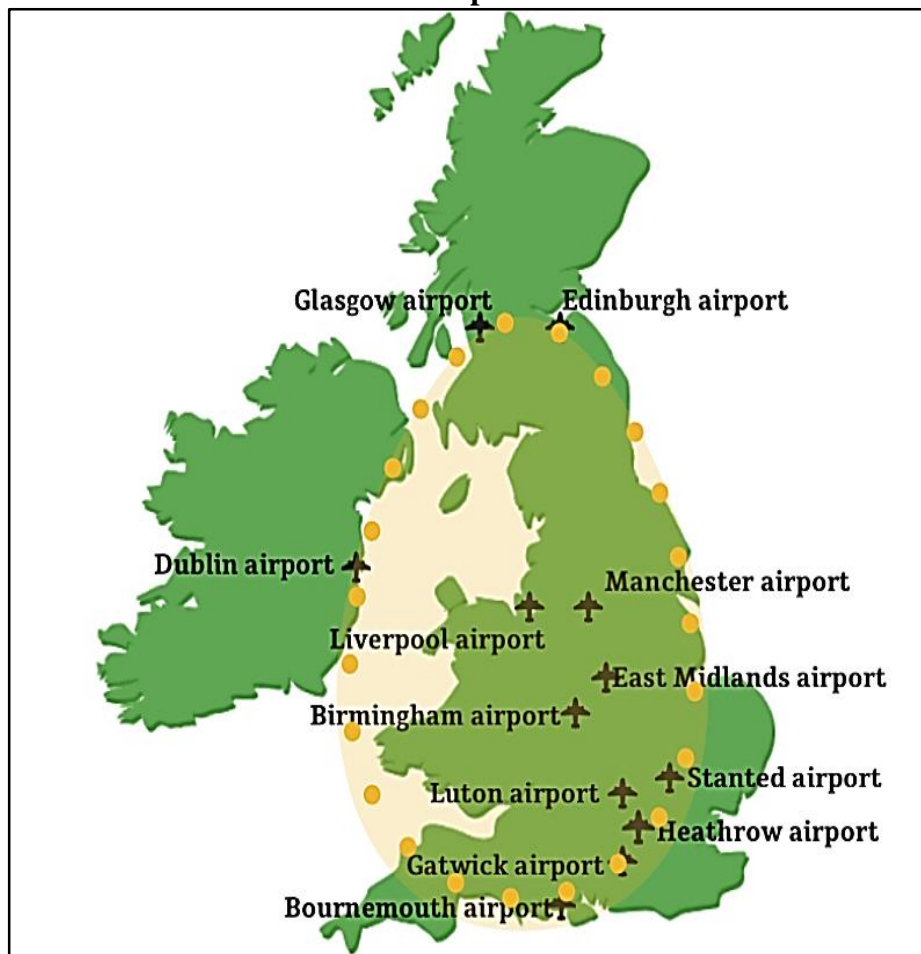 Glasgow airport
Edinburgh airport
Dublin airport
Manchester airport
Liverpool airport
East Midlands airport
Birmingham airport
Stanted airport
Luton airport
Heathrow airport
Gatwick airport
Bournemouth airport